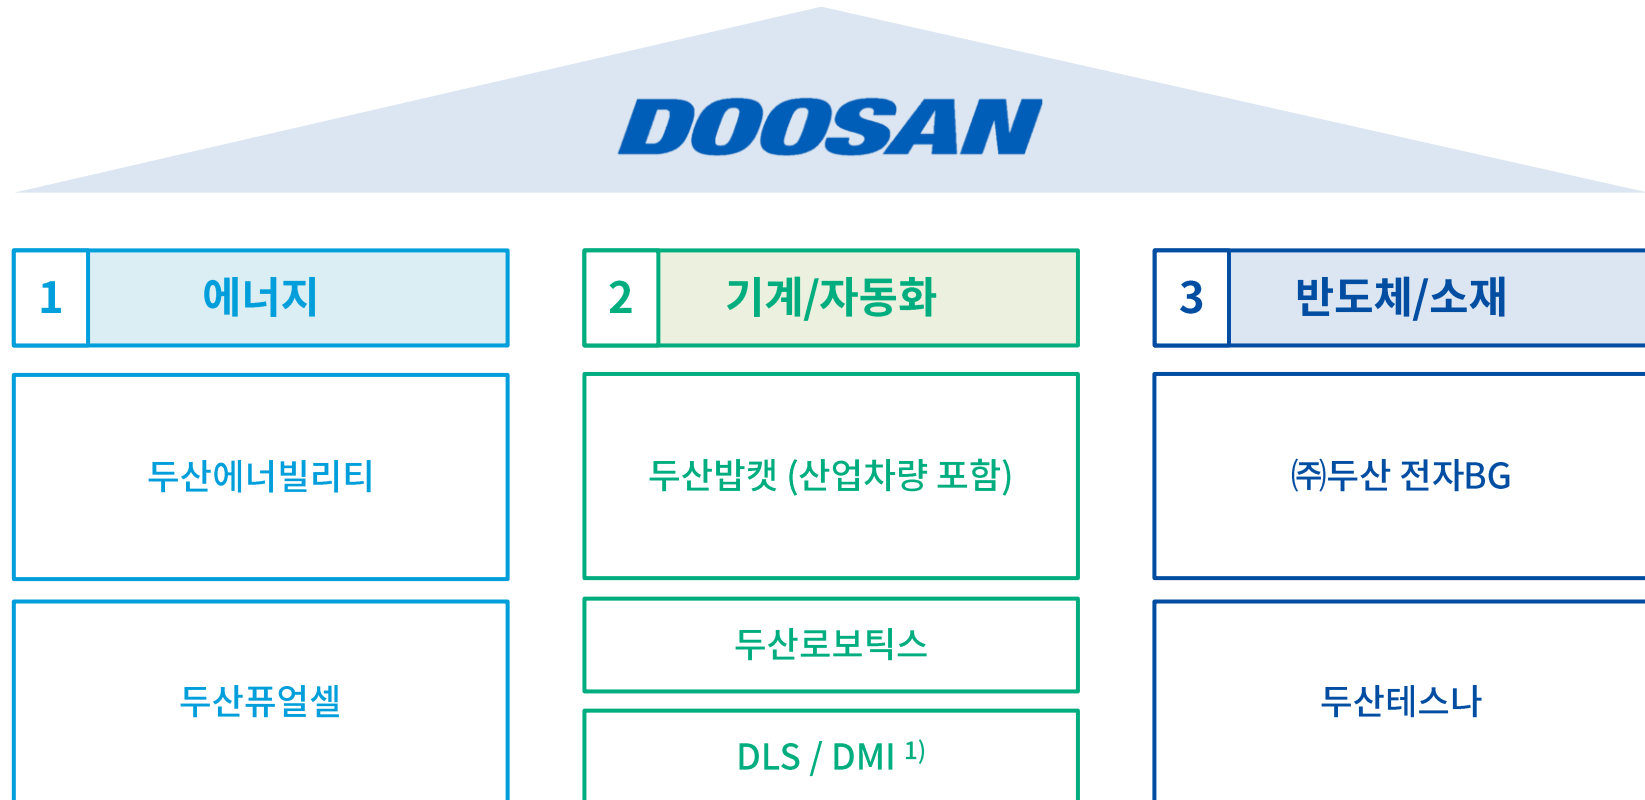 DOOSAN
1 에너지
두산에너빌리티
두산퓨얼셀
2 기계/자동화
두산밥캣 (산업차량 포함)
두산로보틱스
DLS / DMI 1)
3 반도체/소재
㈜두산 전자BG
두산테스나